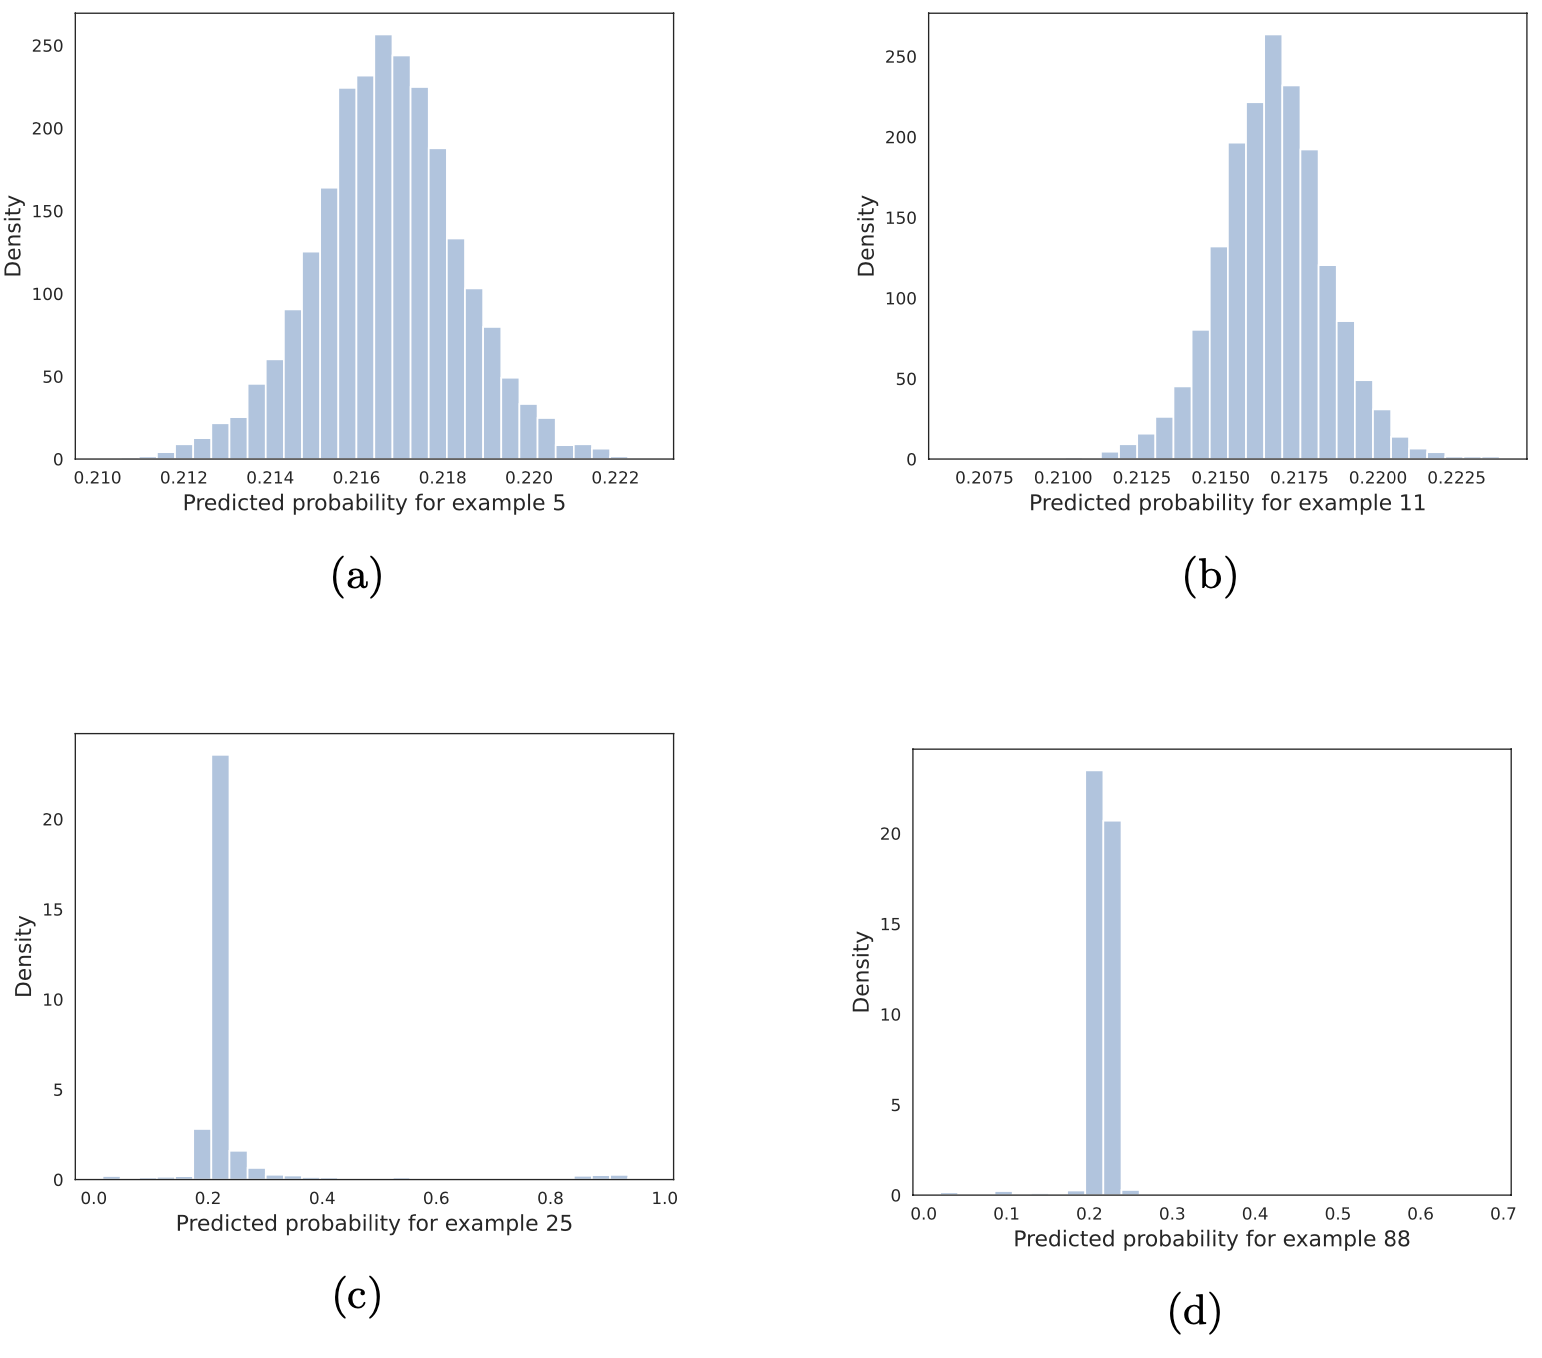 250
200
150
100
50
0
Density
0.210 0.212 0.214 0.216 0.218 0.220 0.222
Predicted probability for example 5
(a)
250
200
150
100
50
0
Density
0.2075 0.2100 0.2125 0.2150 0.2175 0.2200 0.2225
Predicted probability for example 11
(b)
20
15
10
5
0
Density
0.0 0.2 0.4 0.6 0.8 1.0
Predicted probability for example 25
(c)
20
15
10
5
0
Density
0.0 0.1 0.2 0.3 0.4 0.5 0.6 0.7
Predicted probability for example 88
(d)